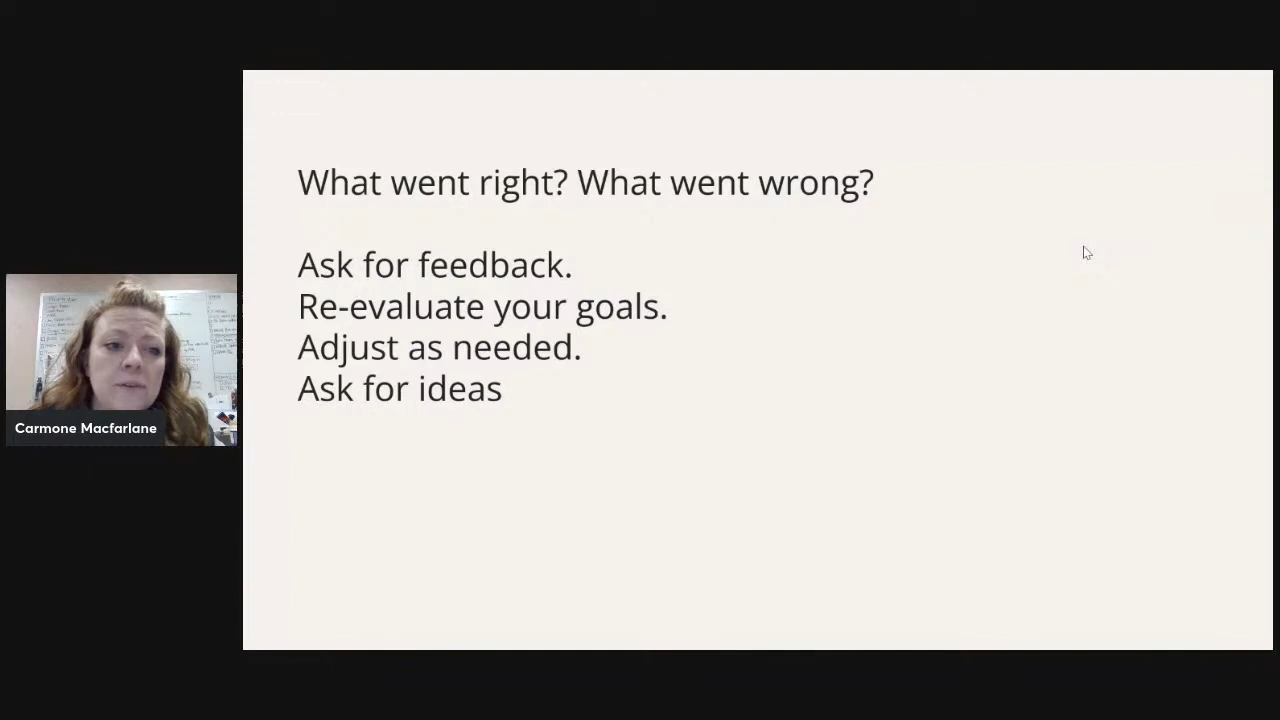 What went right? What went wrong?
Ask for feedback.
Re-evaluate your goals.
Adjust as needed.
Ask for ideas
Carmone Macfarlane